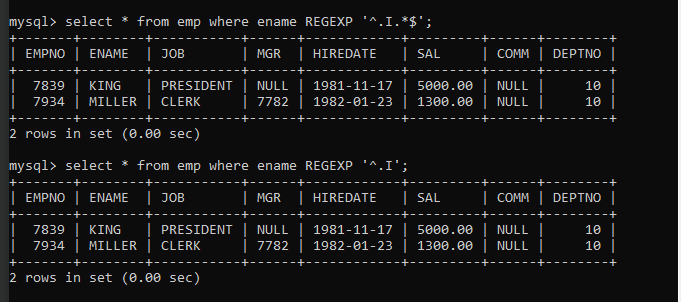 mysql> select * from emp where ename REGEXP '^.I.*$';
+-------+--------+-----------+------+------------+---------+------+--------+
| EMPNO | ENAME  | JOB       | MGR  | HIREDATE   | SAL     | COMM | DEPTNO |
+-------+--------+-----------+------+------------+---------+------+--------+
|  7839 | KING   | PRESIDENT | NULL | 1981-11-17 | 5000.00 | NULL |     10 |
|  7934 | MILLER | CLERK     | 7782 | 1982-01-23 | 1300.00 | NULL |     10 |
+-------+--------+-----------+------+------------+---------+------+--------+
2 rows in set (0.00 sec)
mysql> select * from emp where ename REGEXP '^.I';
+-------+--------+-----------+------+------------+---------+------+--------+
| EMPNO | ENAME  | JOB       | MGR  | HIREDATE   | SAL     | COMM | DEPTNO |
+-------+--------+-----------+------+------------+---------+------+--------+
|  7839 | KING   | PRESIDENT | NULL | 1981-11-17 | 5000.00 | NULL |     10 |
|  7934 | MILLER | CLERK     | 7782 | 1982-01-23 | 1300.00 | NULL |     10 |
+-------+--------+-----------+------+------------+---------+------+--------+
2 rows in set (0.00 sec)